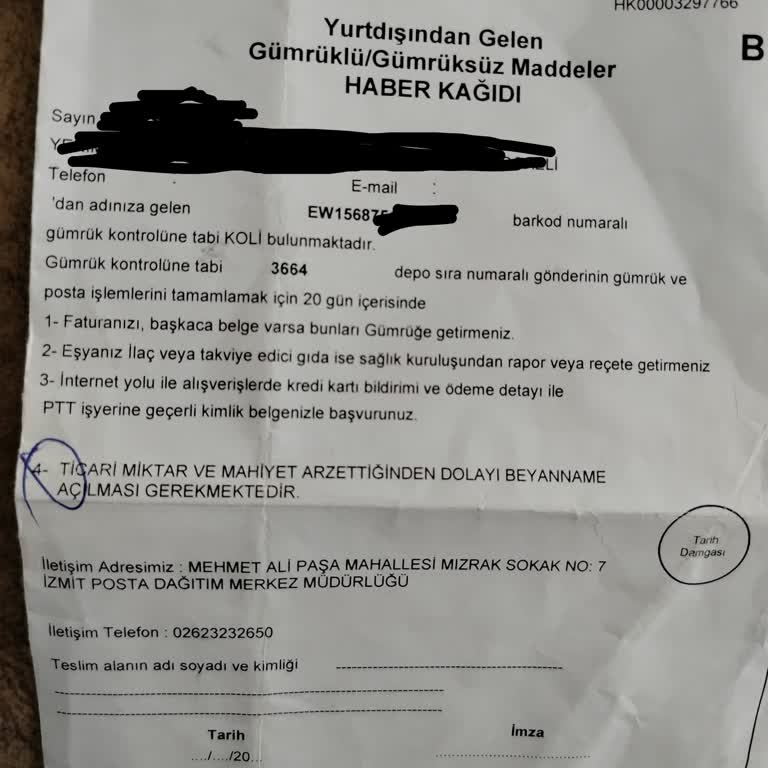 HK00003297766
Yurtdışından Gelen
Gümrüklü/Gümrüksüz Maddeler
HABER KAĞIDI
B
Sayın
Telefon
E-mail :
'dan adınıza gelen EW15687 barkod numaralı
gümrük kontrolüne tabi KOLİ bulunmaktadır.
Gümrük kontrolüne tabi 3664 depo sıra numaralı gönderinin gümrük ve
posta işlemlerini tamamlamak için 20 gün içerisinde
1- Faturanızı, başkaca belge varsa bunları Gümrüğe getirmeniz.
2- Eşyanız İlaç veya takviye edici gıda ise sağlık kuruluşundan rapor veya reçete getirmeniz
3- İnternet yolu ile alışverişlerde kredi kartı bildirimi ve ödeme detayı ile
PTT işyerine geçerli kimlik belgenizle başvurunuz.
4- TİCARİ MİKTAR VE MAHİYET ARZETTİĞİNDEN DOLAYI BEYANNAME
AÇILMASI GEREKMEKTEDİR.
Tarih
Damgası
İletişim Adresimiz : MEHMET ALİ PAŞA MAHALLESİ MIZRAK SOKAK NO: 7
İZMİT POSTA DAĞITIM MERKEZ MÜDÜRLÜĞÜ
İletişim Telefon : 02623232650
Teslim alanın adı soyadı ve kimliği
Tarih İmza
..../..../20...